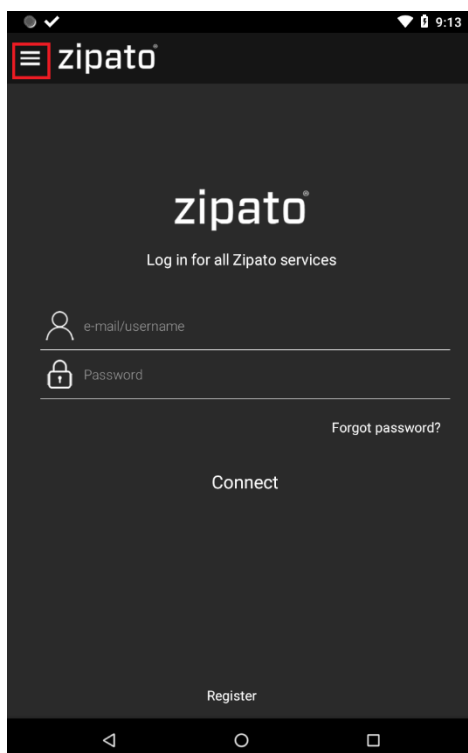 9:13
zipato®
zipato®
Log in for all Zipato services
e-mail/username
Password
Forgot password?
Connect
Register